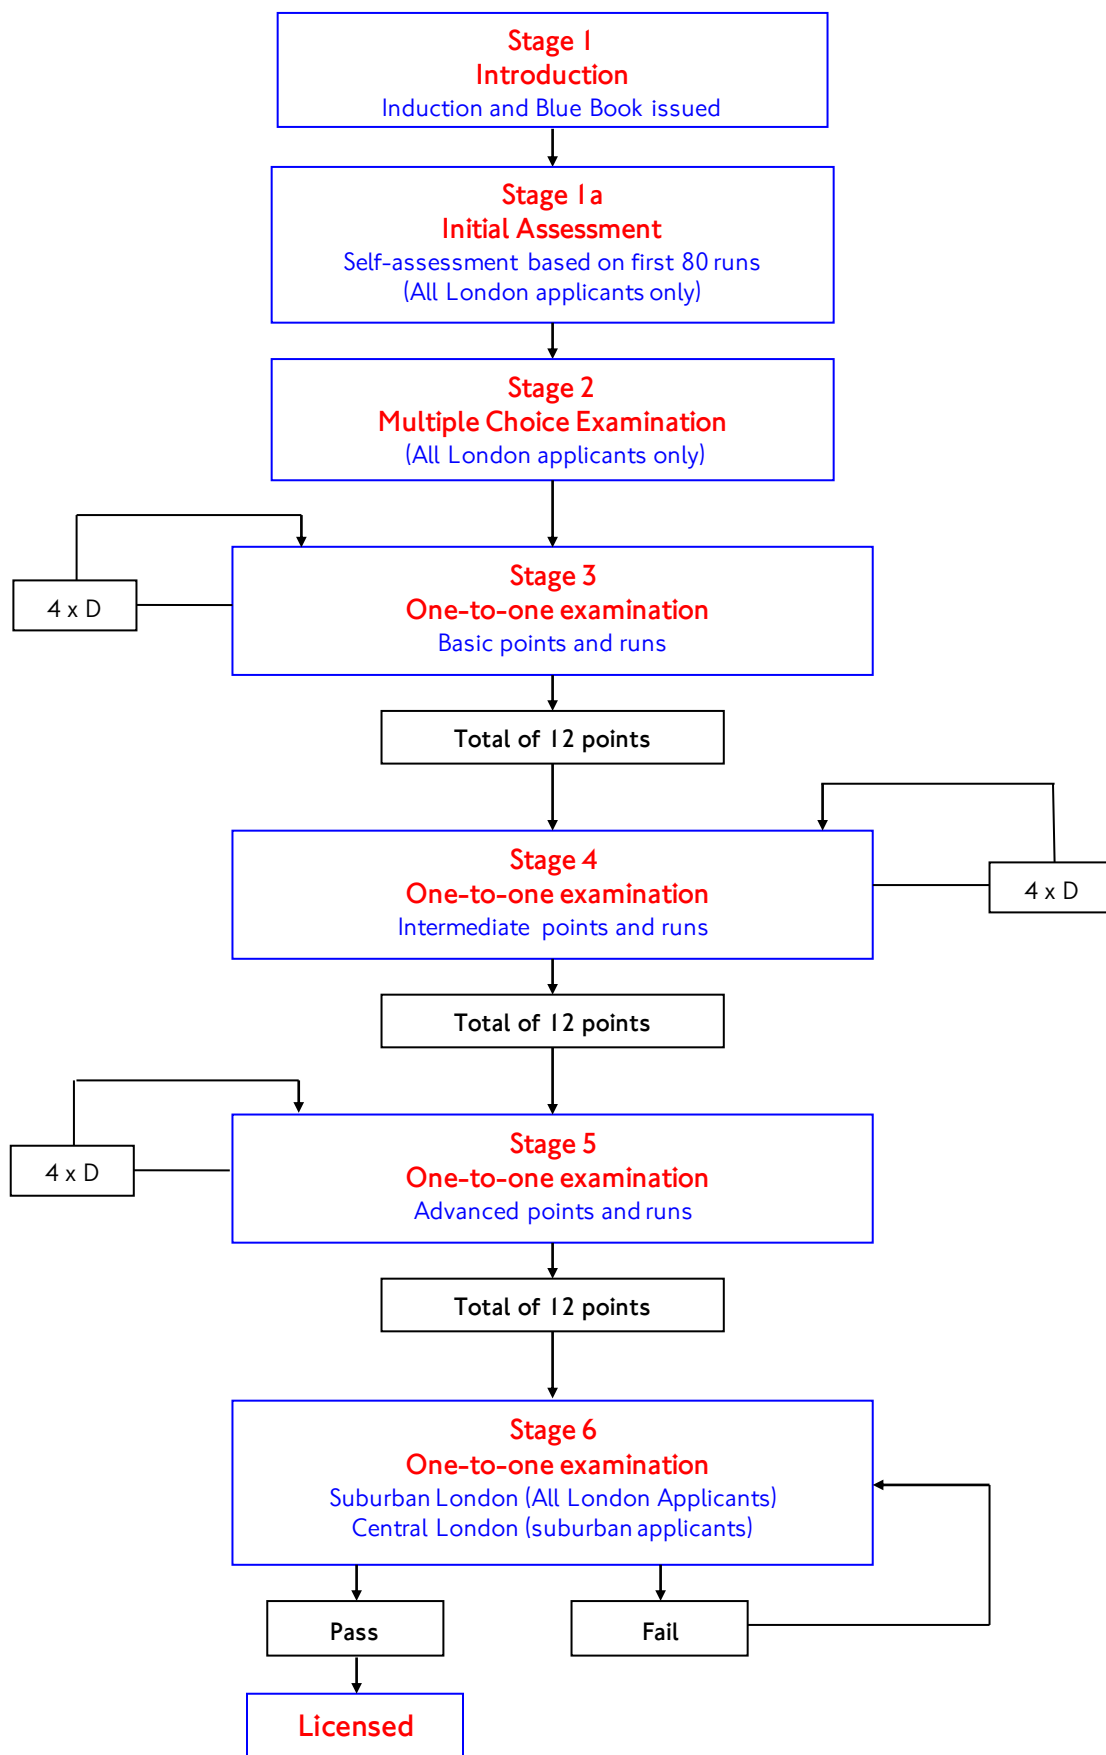 Stage 1
Introduction
Induction and Blue Book issued
Stage 1a
Initial Assessment
Self-assessment based on first 80 runs
(All London applicants only)
Stage 2
Multiple Choice Examination
(All London applicants only)
Stage 3
One-to-one examination
Basic points and runs
4 x D
Total of 12 points
Stage 4
One-to-one examination
Intermediate points and runs
4 x D
Total of 12 points
Stage 5
One-to-one examination
Advanced points and runs
4 x D
Total of 12 points
Stage 6
One-to-one examination
Suburban London (All London Applicants)
Central London (suburban applicants)
Pass
Fail
Licensed